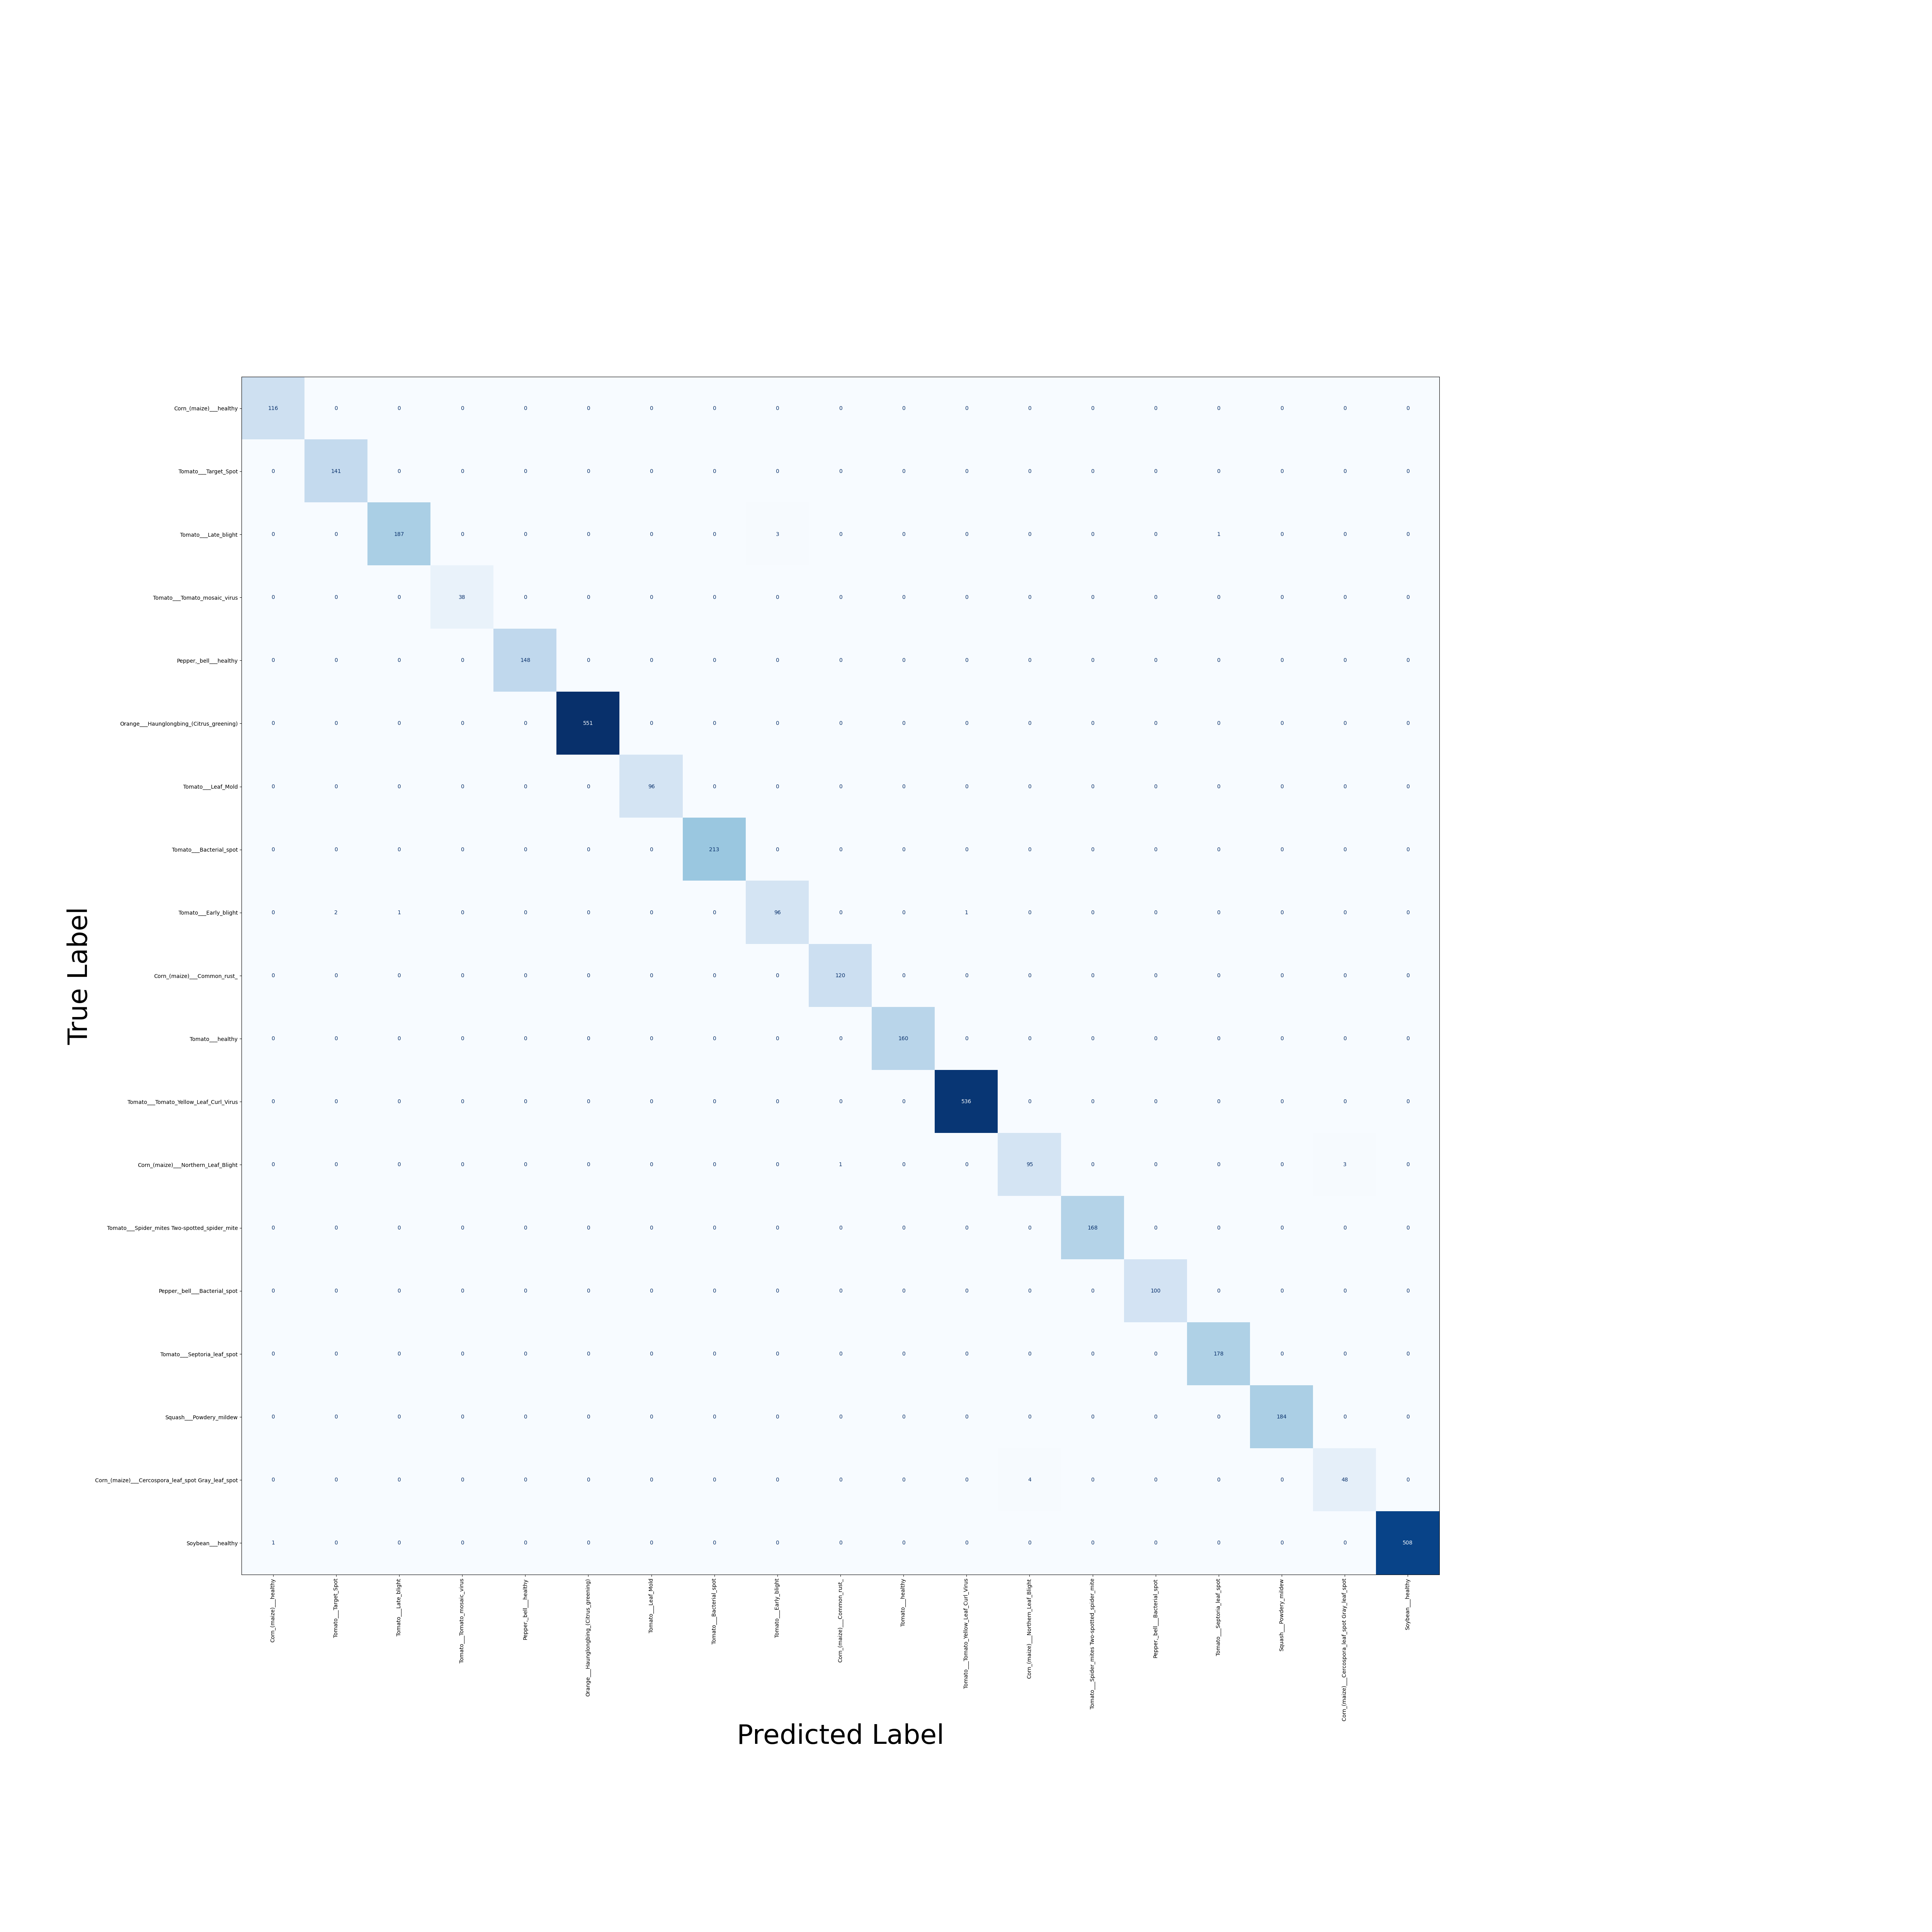 Corn_(maize)___healthy 116 0 0 0 0 0 0 0 0 0 0 0 0 0 0 0 0 0 0
Tomato___Target_Spot 0 141 0 0 0 0 0 0 0 0 0 0 0 0 0 0 0 0 0
Tomato___Late_blight 0 0 187 0 0 0 0 0 3 0 0 0 0 0 0 1 0 0 0
Tomato___Tomato_mosaic_virus 0 0 0 38 0 0 0 0 0 0 0 0 0 0 0 0 0 0 0
Pepper,_bell___healthy 0 0 0 0 148 0 0 0 0 0 0 0 0 0 0 0 0 0 0
Orange___Haunglongbing_(Citrus_greening) 0 0 0 0 0 551 0 0 0 0 0 0 0 0 0 0 0 0 0
Tomato___Leaf_Mold 0 0 0 0 0 0 96 0 0 0 0 0 0 0 0 0 0 0 0
Tomato___Bacterial_spot 0 0 0 0 0 0 0 213 0 0 0 0 0 0 0 0 0 0 0
Tomato___Early_blight 0 2 1 0 0 0 0 0 96 0 0 1 0 0 0 0 0 0 0
Corn_(maize)___Common_rust_ 0 0 0 0 0 0 0 0 0 120 0 0 0 0 0 0 0 0 0
Tomato___healthy 0 0 0 0 0 0 0 0 0 0 160 0 0 0 0 0 0 0 0
Tomato___Tomato_Yellow_Leaf_Curl_Virus 0 0 0 0 0 0 0 0 0 0 0 536 0 0 0 0 0 0 0
Corn_(maize)___Northern_Leaf_Blight 0 0 0 0 0 0 0 0 0 1 0 0 95 0 0 0 0 3 0
Tomato___Spider_mites Two-spotted_spider_mite 0 0 0 0 0 0 0 0 0 0 0 0 0 168 0 0 0 0 0
Pepper,_bell___Bacterial_spot 0 0 0 0 0 0 0 0 0 0 0 0 0 0 100 0 0 0 0
Tomato___Septoria_leaf_spot 0 0 0 0 0 0 0 0 0 0 0 0 0 0 0 178 0 0 0
Squash___Powdery_mildew 0 0 0 0 0 0 0 0 0 0 0 0 0 0 0 0 184 0 0
Corn_(maize)___Cercospora_leaf_spot Gray_leaf_spot 0 0 0 0 0 0 0 0 0 0 0 0 4 0 0 0 0 48 0
Soybean___healthy 1 0 0 0 0 0 0 0 0 0 0 0 0 0 0 0 0 0 508
True Label
Corn_(maize)___healthy
Tomato___Target_Spot
Tomato___Late_blight
Tomato___Tomato_mosaic_virus
Pepper,_bell___healthy
Orange___Haunglongbing_(Citrus_greening)
Tomato___Leaf_Mold
Tomato___Bacterial_spot
Tomato___Early_blight
Corn_(maize)___Common_rust_
Tomato___healthy
Tomato___Tomato_Yellow_Leaf_Curl_Virus
Corn_(maize)___Northern_Leaf_Blight
Tomato___Spider_mites Two-spotted_spider_mite
Pepper,_bell___Bacterial_spot
Tomato___Septoria_leaf_spot
Squash___Powdery_mildew
Corn_(maize)___Cercospora_leaf_spot Gray_leaf_spot
Soybean___healthy
Predicted Label